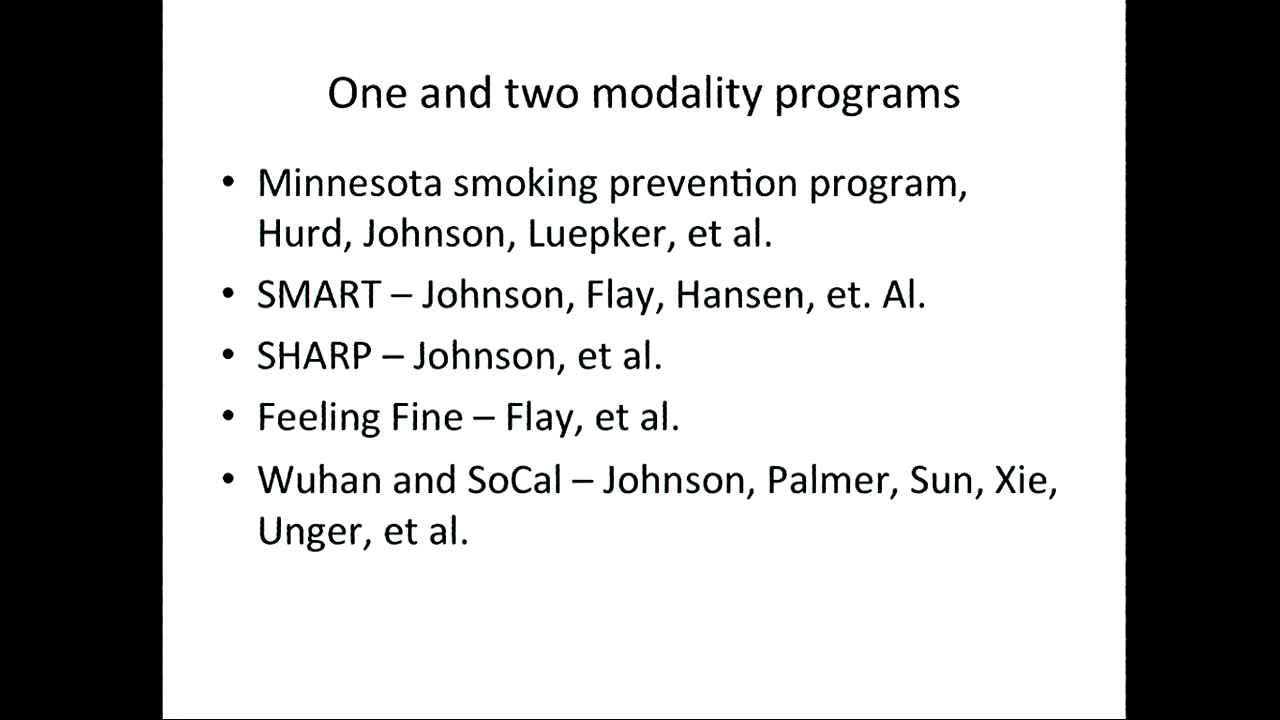 One and two modality programs
• Minnesota smoking prevention program,
Hurd, Johnson, Luepker, et al.
• SMART – Johnson, Flay, Hansen, et. Al.
• SHARP – Johnson, et al.
• Feeling Fine – Flay, et al.
• Wuhan and SoCal – Johnson, Palmer, Sun, Xie,
Unger, et al.